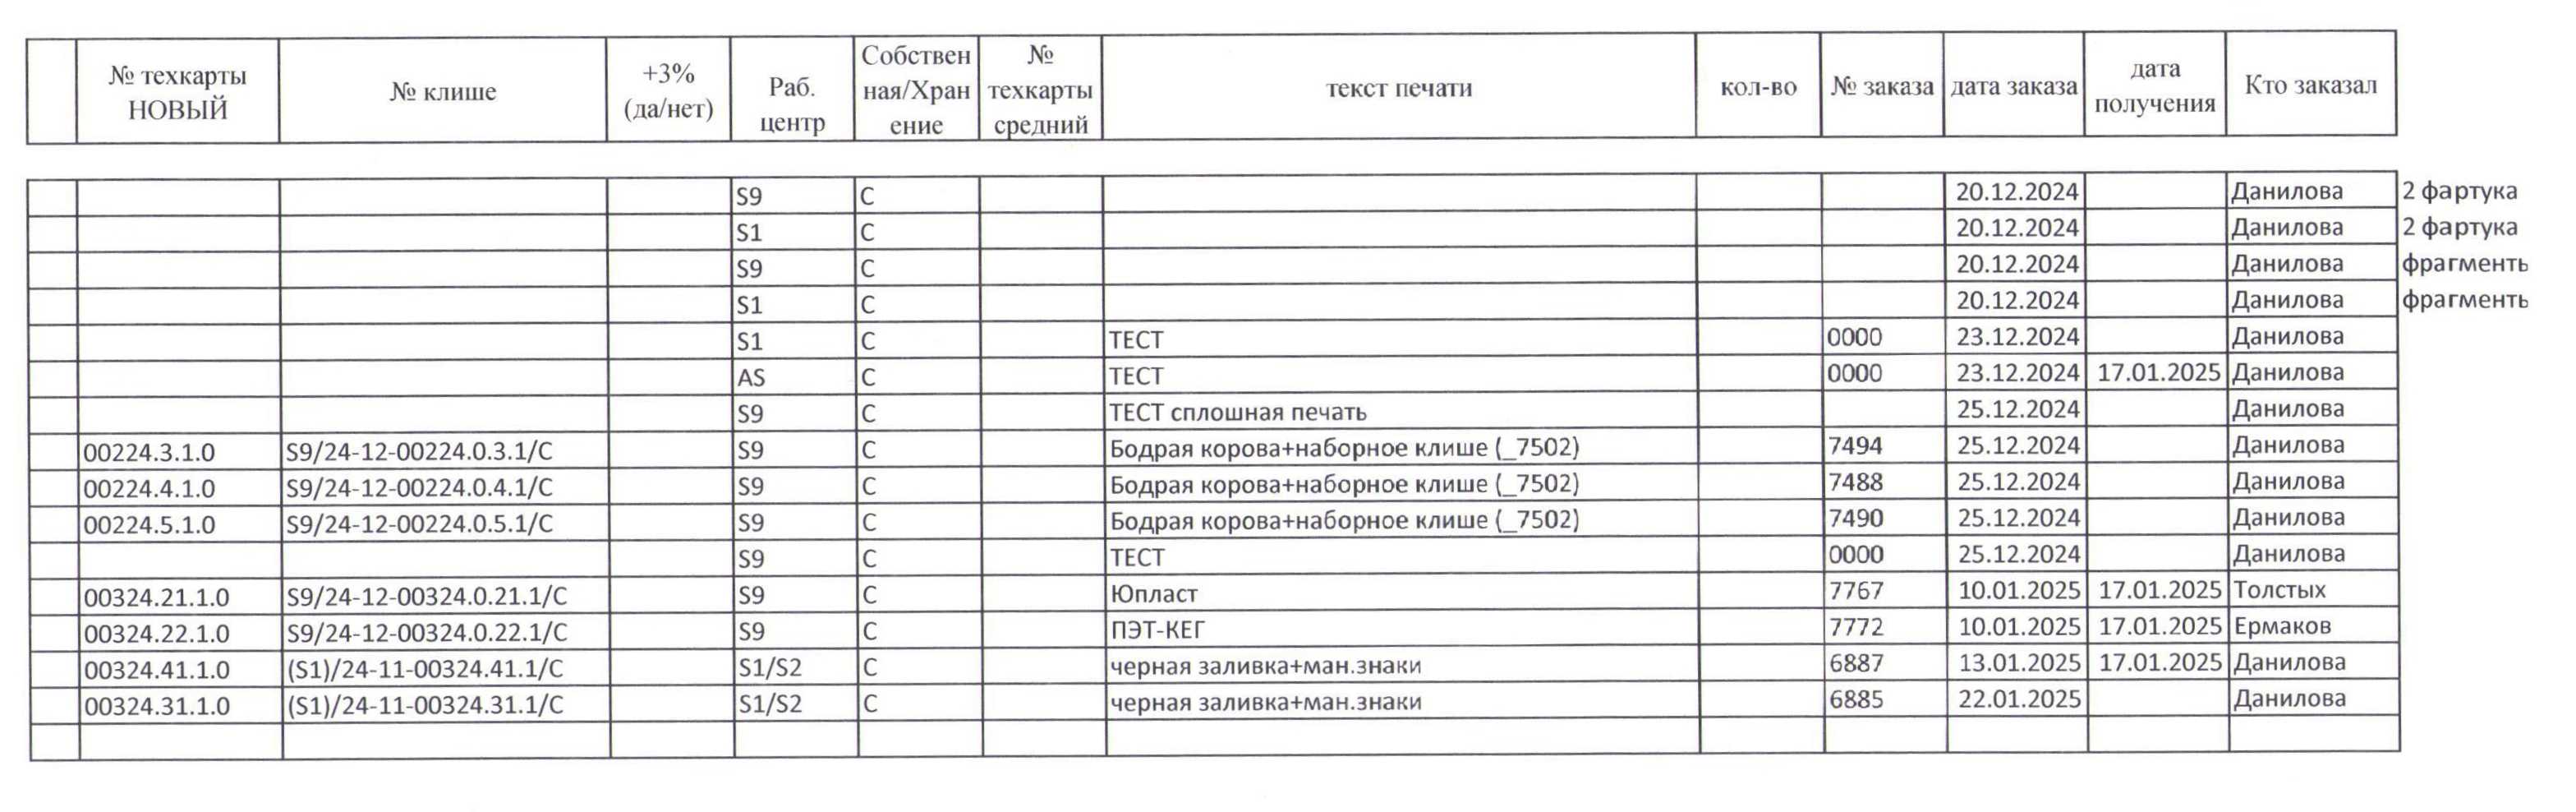 № техкарты НОВЫЙ № клише +3% (да/нет) Раб. центр Собствен ная/Хран ение № техкарты средний текст печати кол-во № заказа дата заказа дата получения Кто заказал
S9 С 20.12.2024 Данилова 2 фартука
S1 С 20.12.2024 Данилова 2 фартука
S9 С 20.12.2024 Данилова фрагменть
S1 С 20.12.2024 Данилова фрагменть
S1 С ТЕСТ 0000 23.12.2024 Данилова
AS С ТЕСТ 0000 23.12.2024 17.01.2025 Данилова
S9 С ТЕСТ сплошная печать 25.12.2024 Данилова
00224.3.1.0 S9/24-12-00224.0.3.1/С S9 С Бодрая корова+наборное клише (_7502) 7494 25.12.2024 Данилова
00224.4.1.0 S9/24-12-00224.0.4.1/С S9 С Бодрая корова+наборное клише (_7502) 7488 25.12.2024 Данилова
00224.5.1.0 S9/24-12-00224.0.5.1/С S9 С Бодрая корова+наборное клише (_7502) 7490 25.12.2024 Данилова
S9 С ТЕСТ 0000 25.12.2024 Данилова
00324.21.1.0 S9/24-12-00324.0.21.1/С S9 С Юпласт 7767 10.01.2025 17.01.2025 Толстых
00324.22.1.0 S9/24-12-00324.0.22.1/С S9 С ПЭТ-КЕГ 7772 10.01.2025 17.01.2025 Ермаков
00324.41.1.0 (S1)/24-11-00324.41.1/С S1/S2 С черная заливка+ман.знаки 6887 13.01.2025 17.01.2025 Данилова
00324.31.1.0 (S1)/24-11-00324.31.1/С S1/S2 С черная заливка+ман.знаки 6885 22.01.2025 Данилова